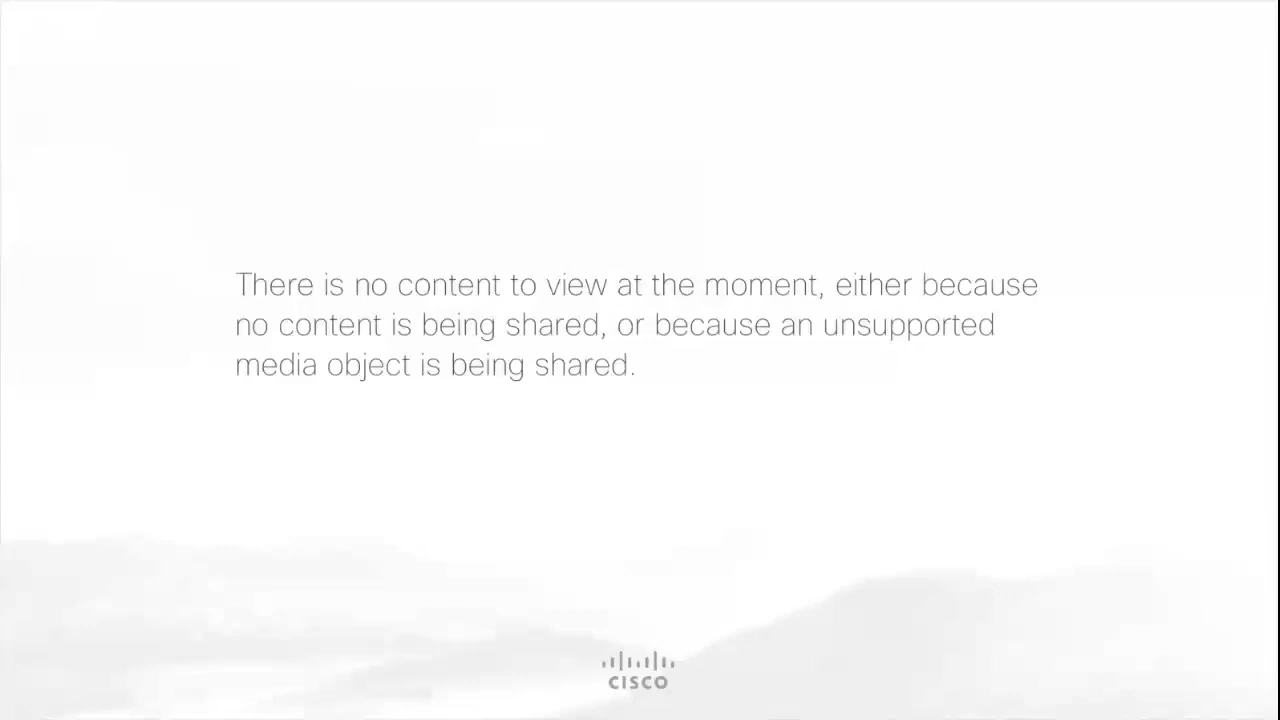 There is no content to view at the moment, either because
no content is being shared, or because an unsupported
media object is being shared.
CISCO